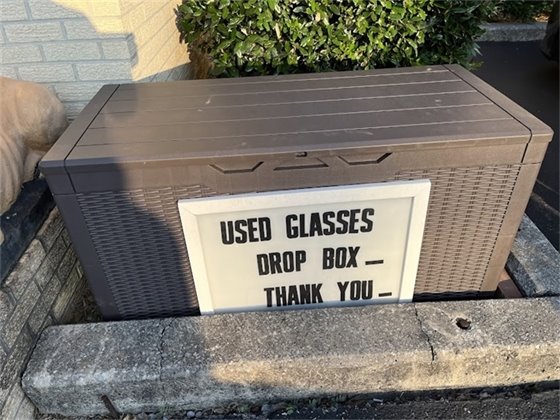 USED GLASSES
DROP BOX –
THANK YOU –